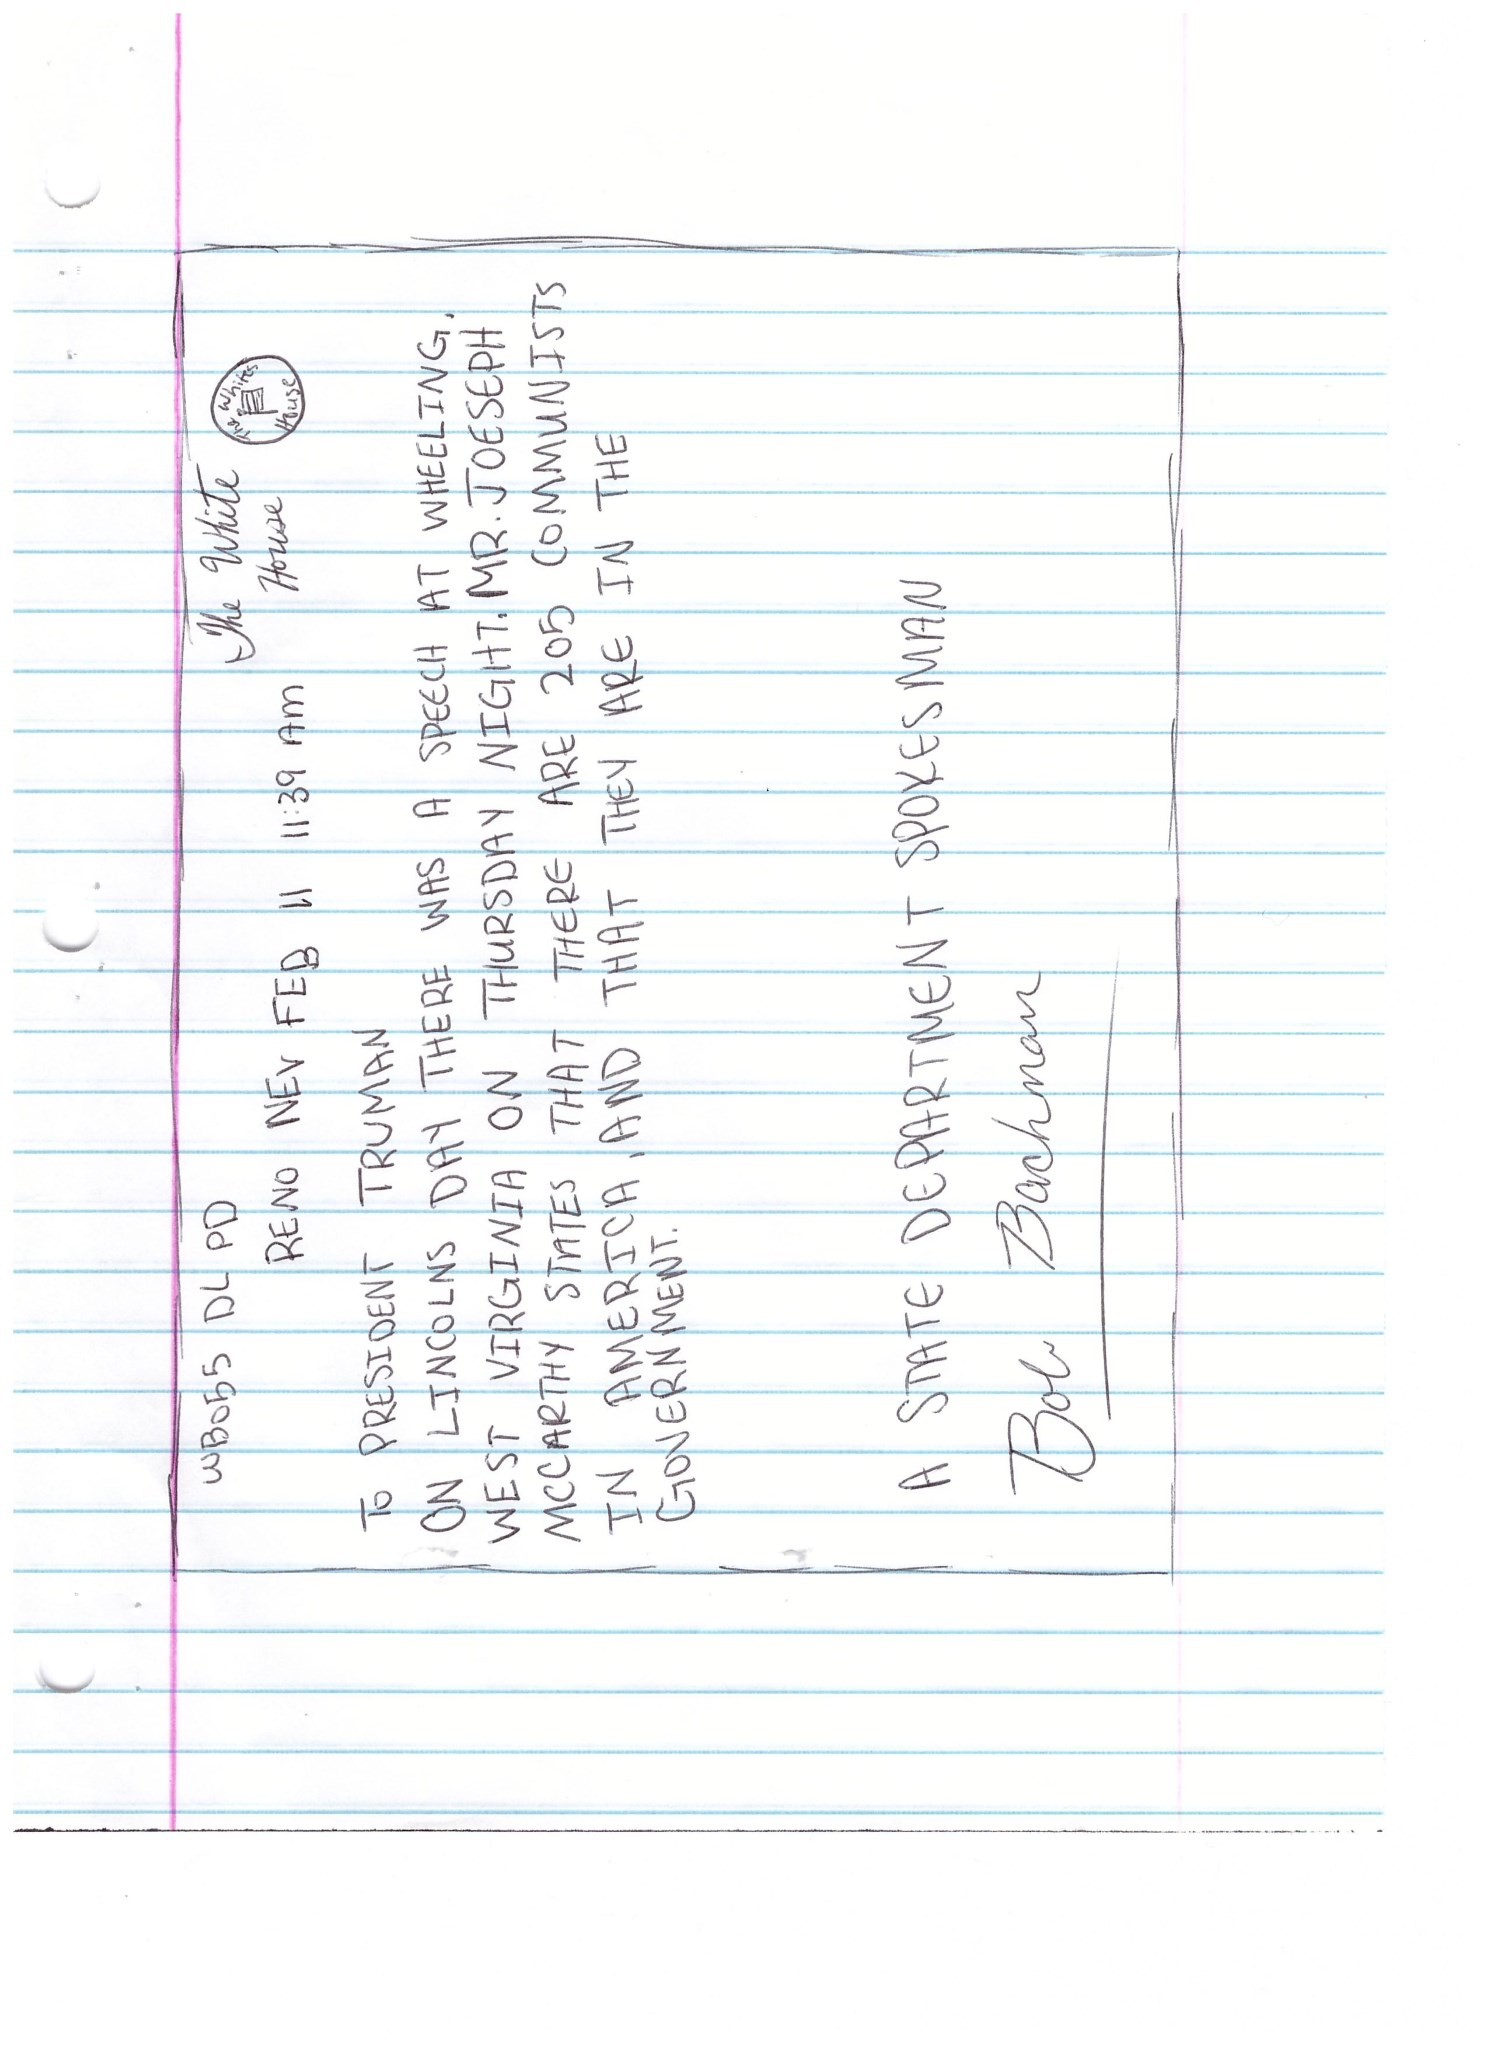 The White
House
The White
House
WB055 DL PD
RENO NEV FEB 11 11:39 AM
TO PRESIDENT TRUMAN
ON LINCOLNS DAY THERE WAS A SPEECH AT WHEELING,
WEST VIRGINIA ON THURSDAY NIGHT. MR. JOESEPH
MCCARTHY STATES THAT THERE ARE 205 COMMUNISTS
IN AMERICA, AND THAT THEY ARE IN THE
GOVERNMENT.
A STATE DEPARTMENT SPOKESMAN
Bob Bachman